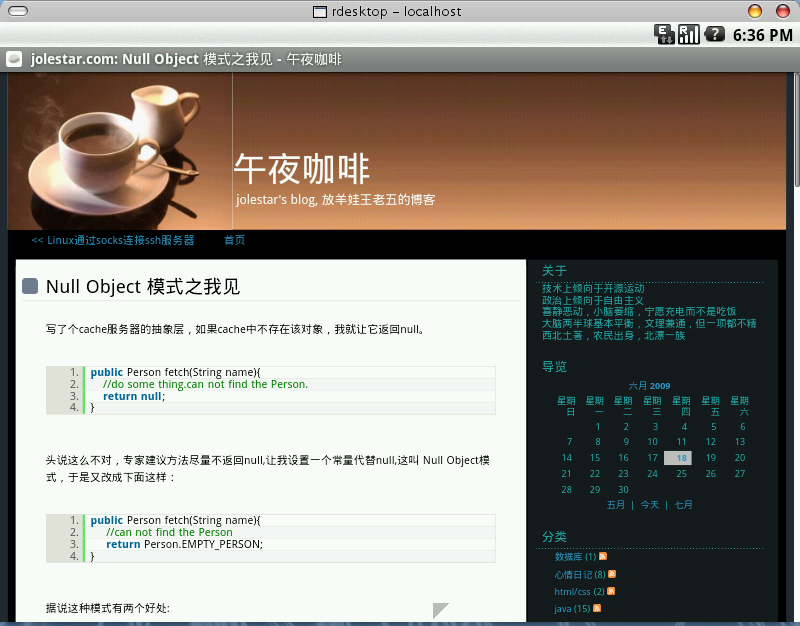 rdesktop - localhost
6:36 PM
jolestar.com: Null Object 模式之我见 - 午夜咖啡
午夜咖啡
jolestar's blog, 放羊娃王老五的博客
<< Linux通过socks连接ssh服务器 首页
Null Object 模式之我见
写了个cache服务器的抽象层，如果cache中不存在该对象，我就让它返回null。
1. public Person fetch(String name){
2. //do some thing.can not find the Person.
3. return null;
4. }
头说这么不对，专家建议方法尽量不返回null,让我设置一个常量代替null,这叫 Null Object模
式，于是又改成下面这样：
1. public Person fetch(String name){
2. //can not find the Person
3. return Person.EMPTY_PERSON;
4. }
据说这种模式有两个好处:
关于
技术上倾向于开源运动
政治上倾向于自由主义
喜静恶动，小脑萎缩，宁愿充电而不是吃饭
大脑两半球基本平衡，文理兼通，但一项都不精
西北土著，农民出身，北漂一族
导览
六月 2009
星期 星期 星期 星期 星期 星期 星期
日 一 二 三 四 五 六
1 2 3 4 5 6
7 8 9 10 11 12 13
14 15 16 17 18 19 20
21 22 23 24 25 26 27
28 29 30
五月 | 今天 | 七月
分类
数据库 (1)
心情日记 (8)
html/css (2)
java (15)